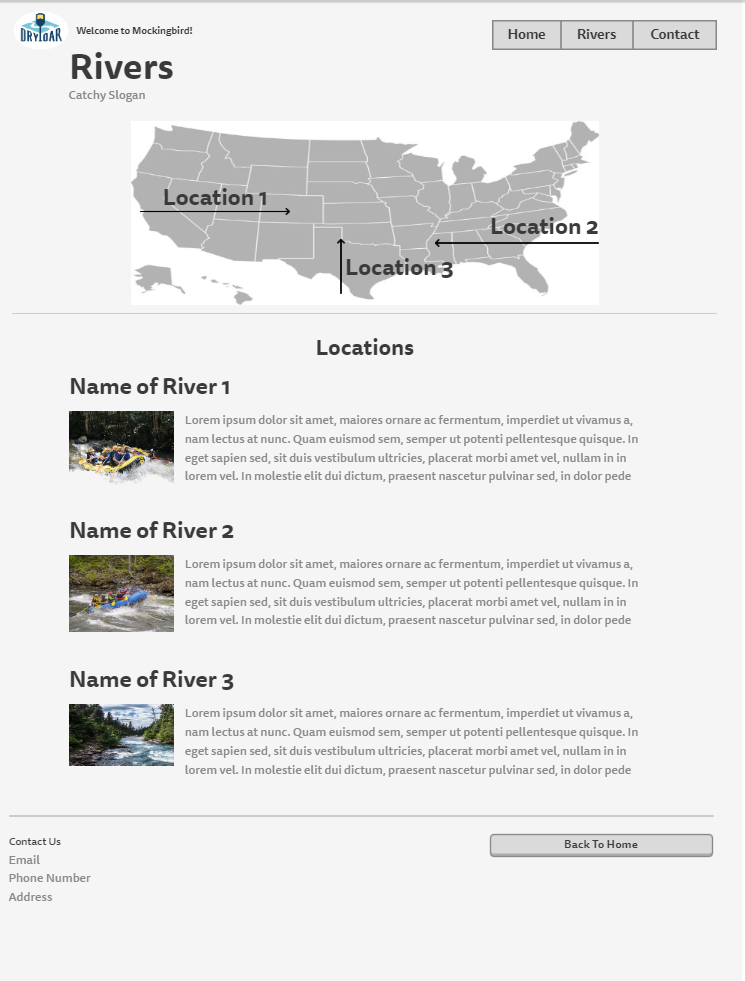 DRYOAR
Welcome to Mockingbird!
Home
Rivers
Contact
Rivers
Catchy Slogan
Location 1
Location 2
Location 3
Locations
Name of River 1
Lorem ipsum dolor sit amet, maiores ornare ac fermentum, imperdiet ut vivamus a,
nam lectus at nunc. Quam euismod sem, semper ut potenti pellentesque quisque. In
eget sapien sed, sit duis vestibulum ultricies, placerat morbi amet vel, nullam in in
lorem vel. In molestie elit dui dictum, praesent nascetur pulvinar sed, in dolor pede
Name of River 2
Lorem ipsum dolor sit amet, maiores ornare ac fermentum, imperdiet ut vivamus a,
nam lectus at nunc. Quam euismod sem, semper ut potenti pellentesque quisque. In
eget sapien sed, sit duis vestibulum ultricies, placerat morbi amet vel, nullam in in
lorem vel. In molestie elit dui dictum, praesent nascetur pulvinar sed, in dolor pede
Name of River 3
Lorem ipsum dolor sit amet, maiores ornare ac fermentum, imperdiet ut vivamus a,
nam lectus at nunc. Quam euismod sem, semper ut potenti pellentesque quisque. In
eget sapien sed, sit duis vestibulum ultricies, placerat morbi amet vel, nullam in in
lorem vel. In molestie elit dui dictum, praesent nascetur pulvinar sed, in dolor pede
Contact Us
Email
Phone Number
Address
Back To Home